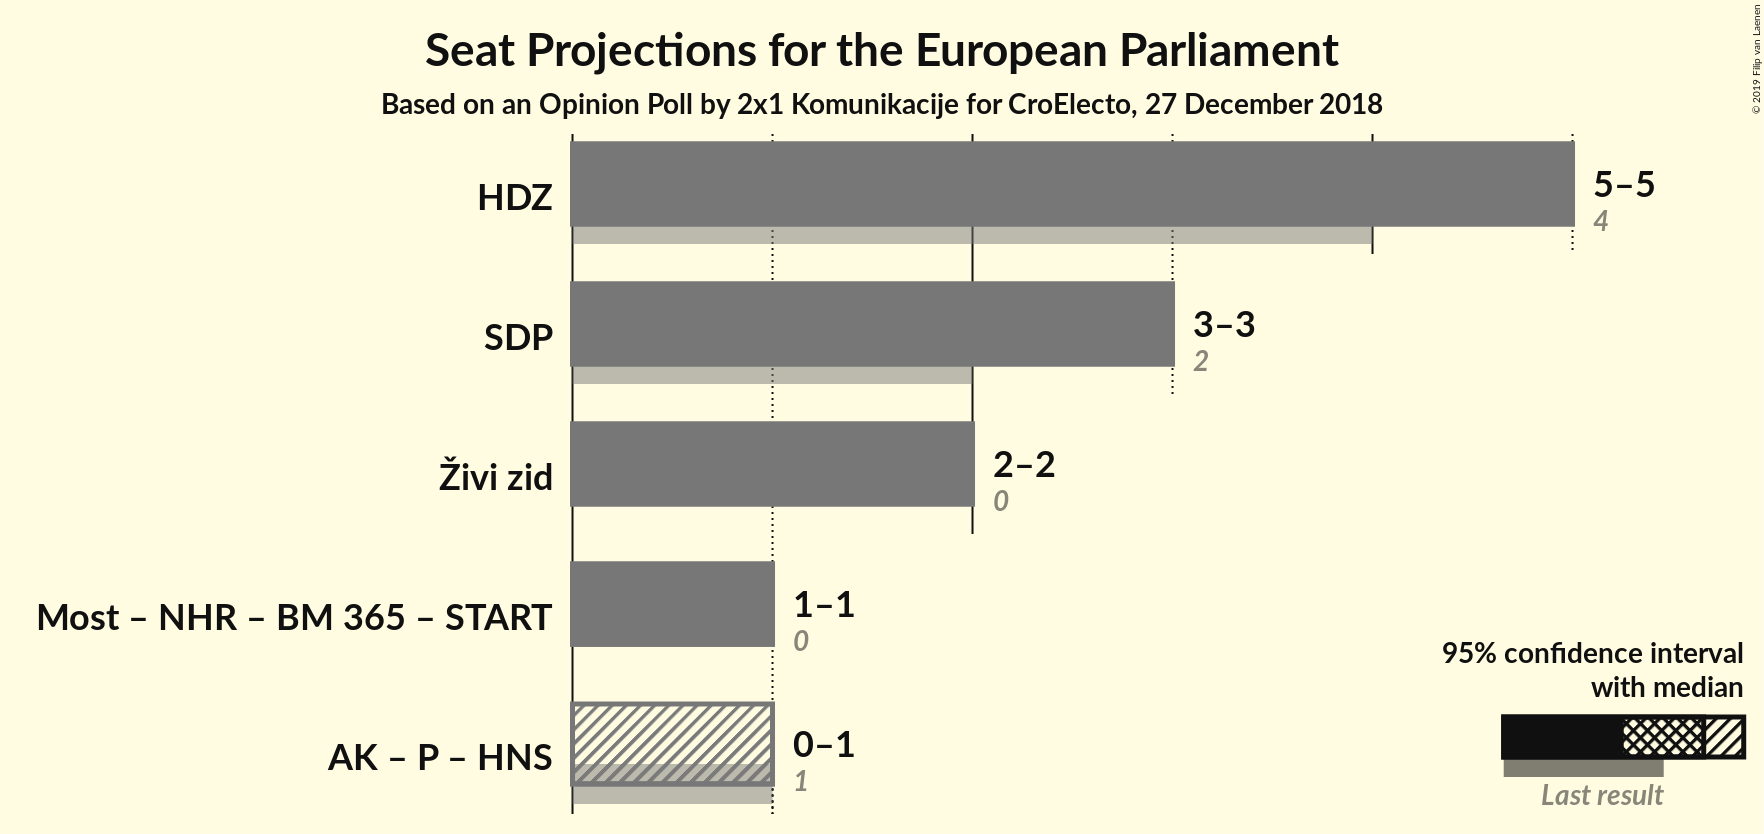 Seat Projections for the European Parliament
Based on an Opinion Poll by 2x1 Komunikacije for CroElecto, 27 December 2018
© 2019 Filip van Laenen
HDZ
5–5
4
SDP
3–3
2
Živi zid
2–2
0
Most – NHR – BM 365 – START
1–1
0
AK – P – HNS
0–1
1
95% confidence interval
with median
Last result